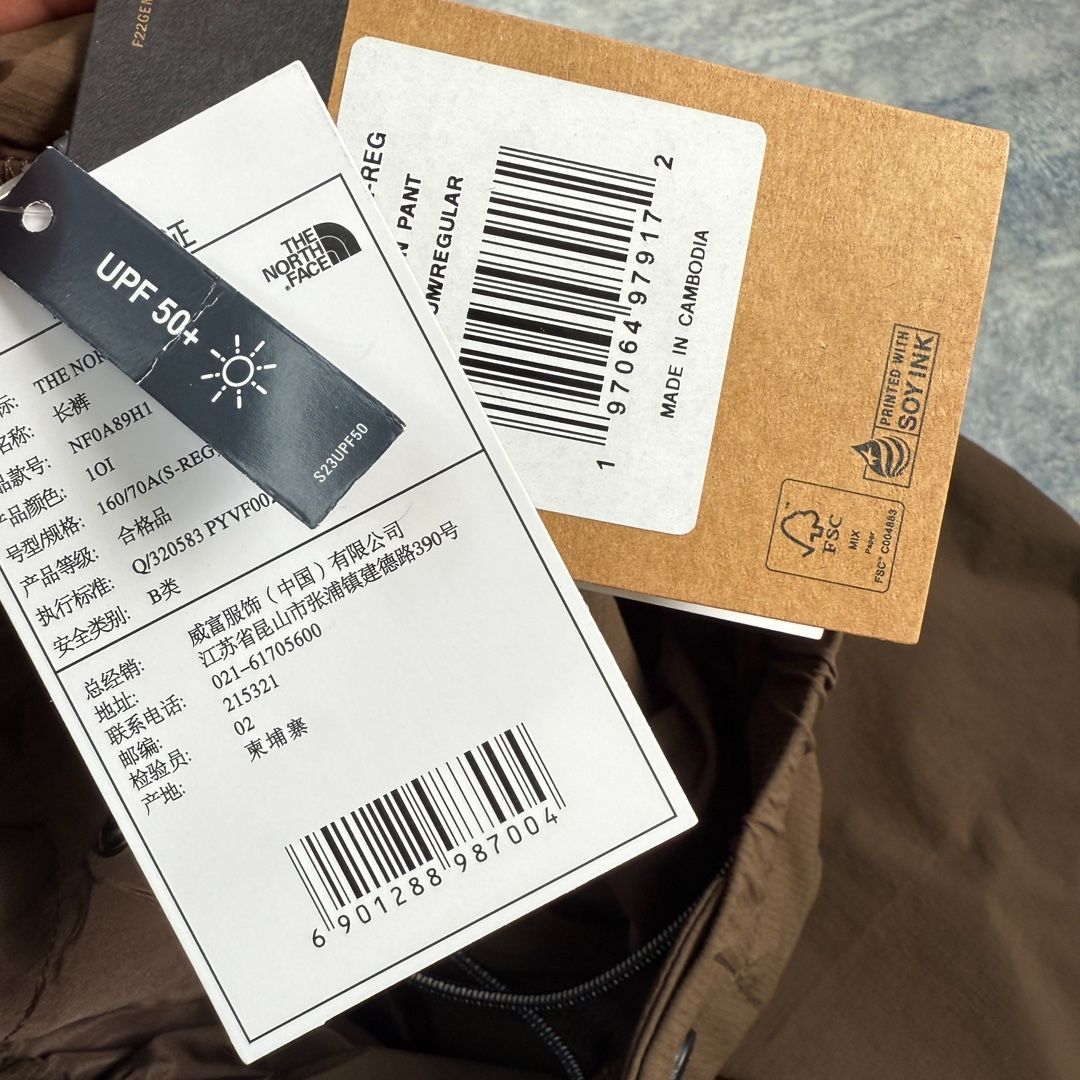 F22GEN
UPF 50+
S23UPF50
证
THE
NORTH
FACE
标: THE NOR
名称: 长裤
品款号: NF0A89H1
产品颜色: 1OI
号型/规格: 160/70A(S-REG)
产品等级: 合格品
执行标准: Q/320583 PYVF002
安全类别: B类
总经销: 威富服饰（中国）有限公司
地址: 江苏省昆山市张浦镇建德路390号
联系电话: 021-61705600
邮编: 215321
检验员: 02
产地: 柬埔寨
6 901288 987004
-REG
N PANT
UM/REGULAR
1 97064 97917 2
MADE IN CAMBODIA
PRINTED WITH
SOY INK
FSC
MIX
Paper
FSC® C004883